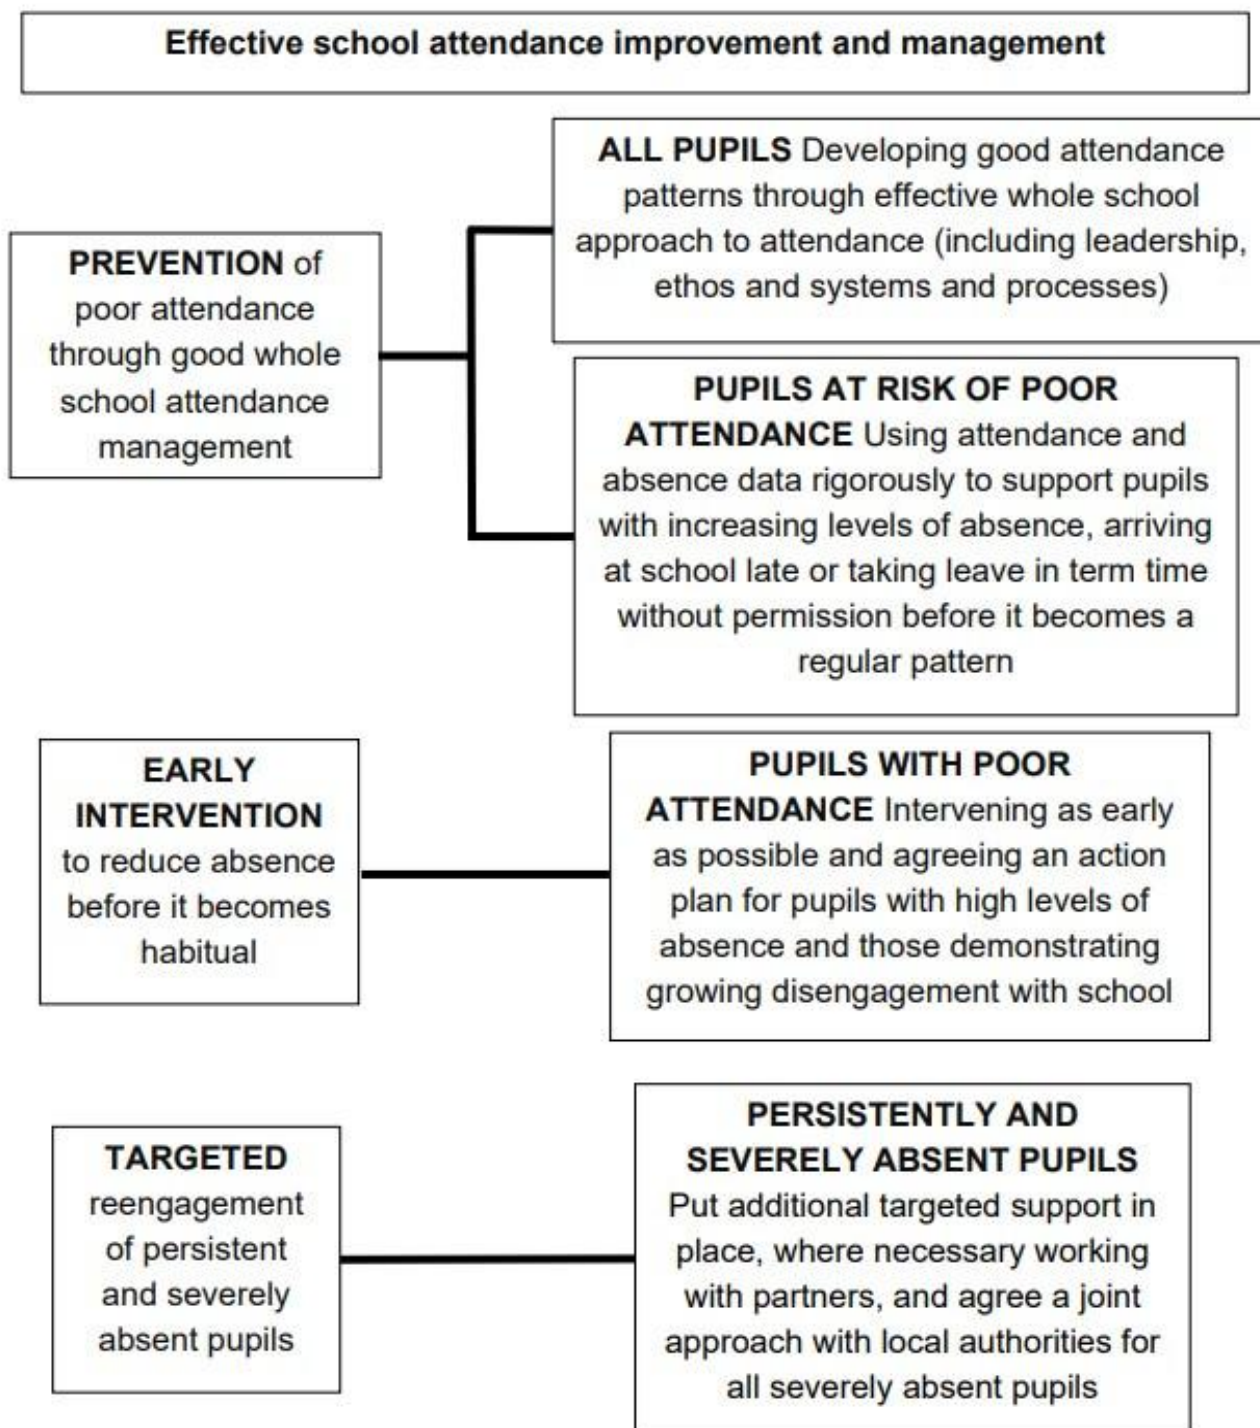 Effective school attendance improvement and management
PREVENTION of
poor attendance
through good whole
school attendance
management
ALL PUPILS Developing good attendance
patterns through effective whole school
approach to attendance (including leadership,
ethos and systems and processes)
PUPILS AT RISK OF POOR
ATTENDANCE Using attendance and
absence data rigorously to support pupils
with increasing levels of absence, arriving
at school late or taking leave in term time
without permission before it becomes a
regular pattern
EARLY
INTERVENTION
to reduce absence
before it becomes
habitual
PUPILS WITH POOR
ATTENDANCE Intervening as early
as possible and agreeing an action
plan for pupils with high levels of
absence and those demonstrating
growing disengagement with school
TARGETED
reengagement
of persistent
and severely
absent pupils
PERSISTENTLY AND
SEVERELY ABSENT PUPILS
Put additional targeted support in
place, where necessary working
with partners, and agree a joint
approach with local authorities for
all severely absent pupils